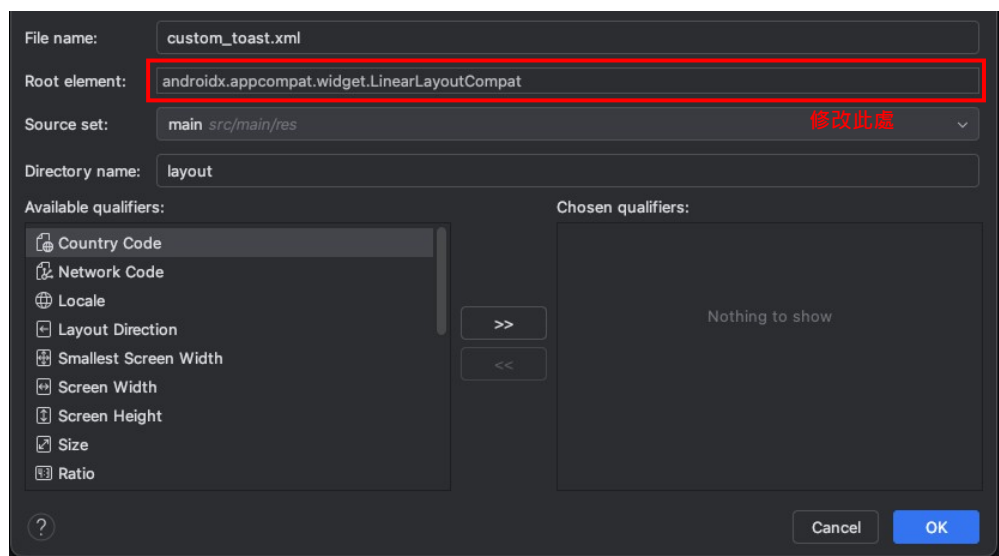 File name: custom_toast.xml
Root element: androidx.appcompat.widget.LinearLayoutCompat
Source set: main src/main/res 修改此處
Directory name: layout
Available qualifiers: Chosen qualifiers:
Country Code
Network Code
Locale
Layout Direction
Smallest Screen Width
Screen Width
Screen Height
Size
Ratio
>>
<<
Nothing to show
? Cancel OK